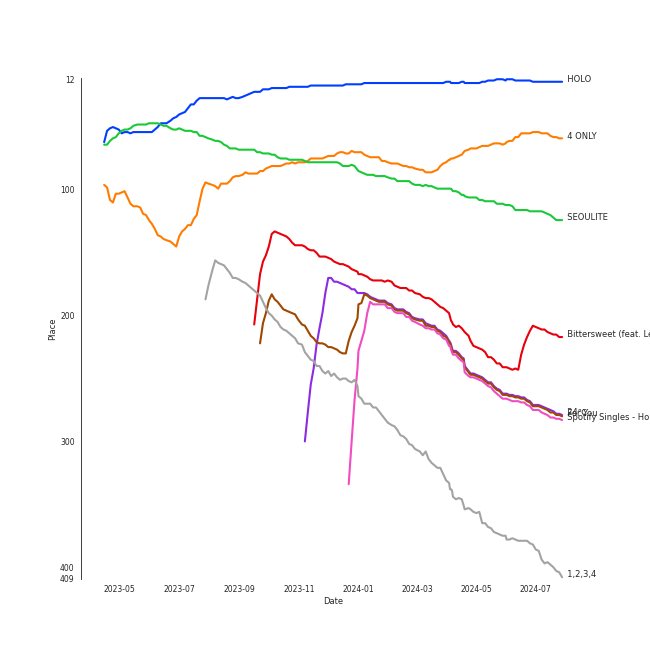 12
100
200
300
400
409
Place
2023-05
2023-07
2023-09
2023-11
2024-01
2024-03
2024-05
2024-07
Date
HOLO
4 ONLY
SEOULITE
Bittersweet (feat. Le
You
Spotify Singles - Ho
1,2,3,4